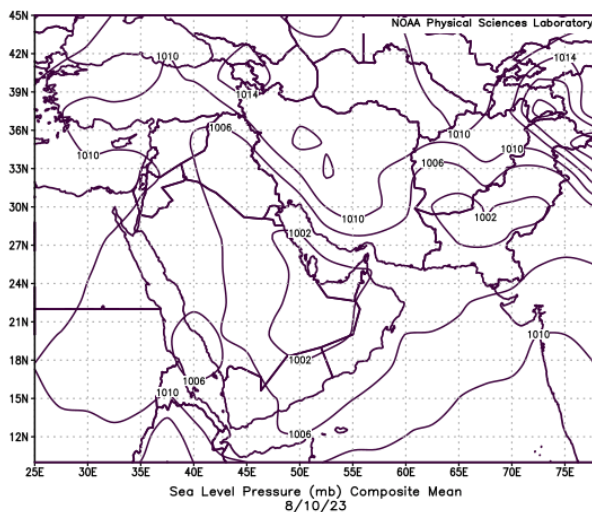 NOAA Physical Sciences Laboratory
45N
42N
39N
36N
33N
30N
27N
24N
21N
18N
15N
12N
1010
1014
1014
1010
1006
1010
1010
1006
1010
1002
1002
1010
1002
1006
1010
1006
25E 30E 35E 40E 45E 50E 55E 60E 65E 70E 75E
Sea Level Pressure (mb) Composite Mean
8/10/23